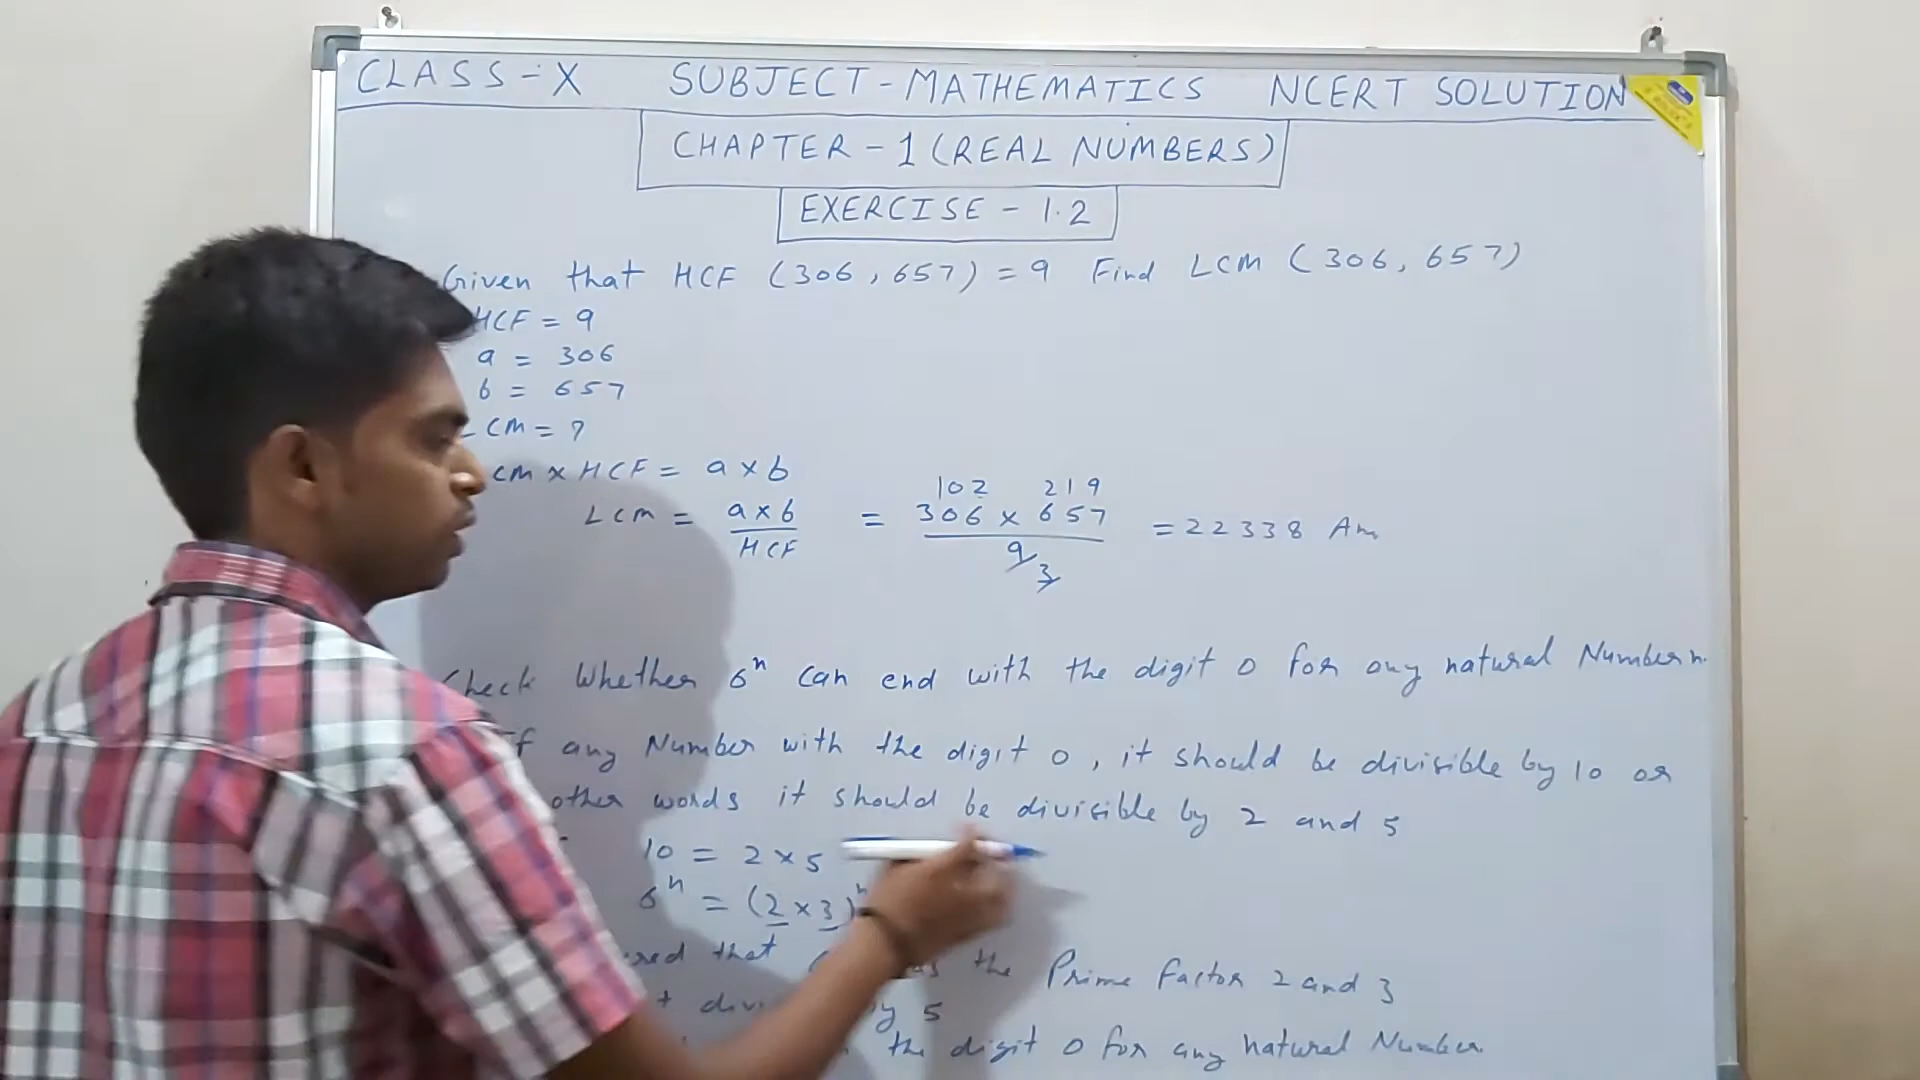 CLASS-X SUBJECT-MATHEMATICS NCERT SOLUTION
CHAPTER-1(REAL NUMBERS)
EXERCISE-1.2
Given that HCF (306, 657) = 9 Find LCM (306, 657)
HCF = 9
a = 306
b = 657
CM = ?
cm × HCF = a × b
102 219
Lcm = a×b / HCF = 306 × 657 / 9 = 22338 An
3
Check Whether 6ⁿ can end with the digit 0 for any natural Number n.
If any Number with the digit 0, it should be divisible by 10 or
other words it should be divisible by 2 and 5
10 = 2 × 5
6ⁿ = (2 × 3)ⁿ
that the Prime factor 2 and 3
by 5
the digit 0 for any natural Number